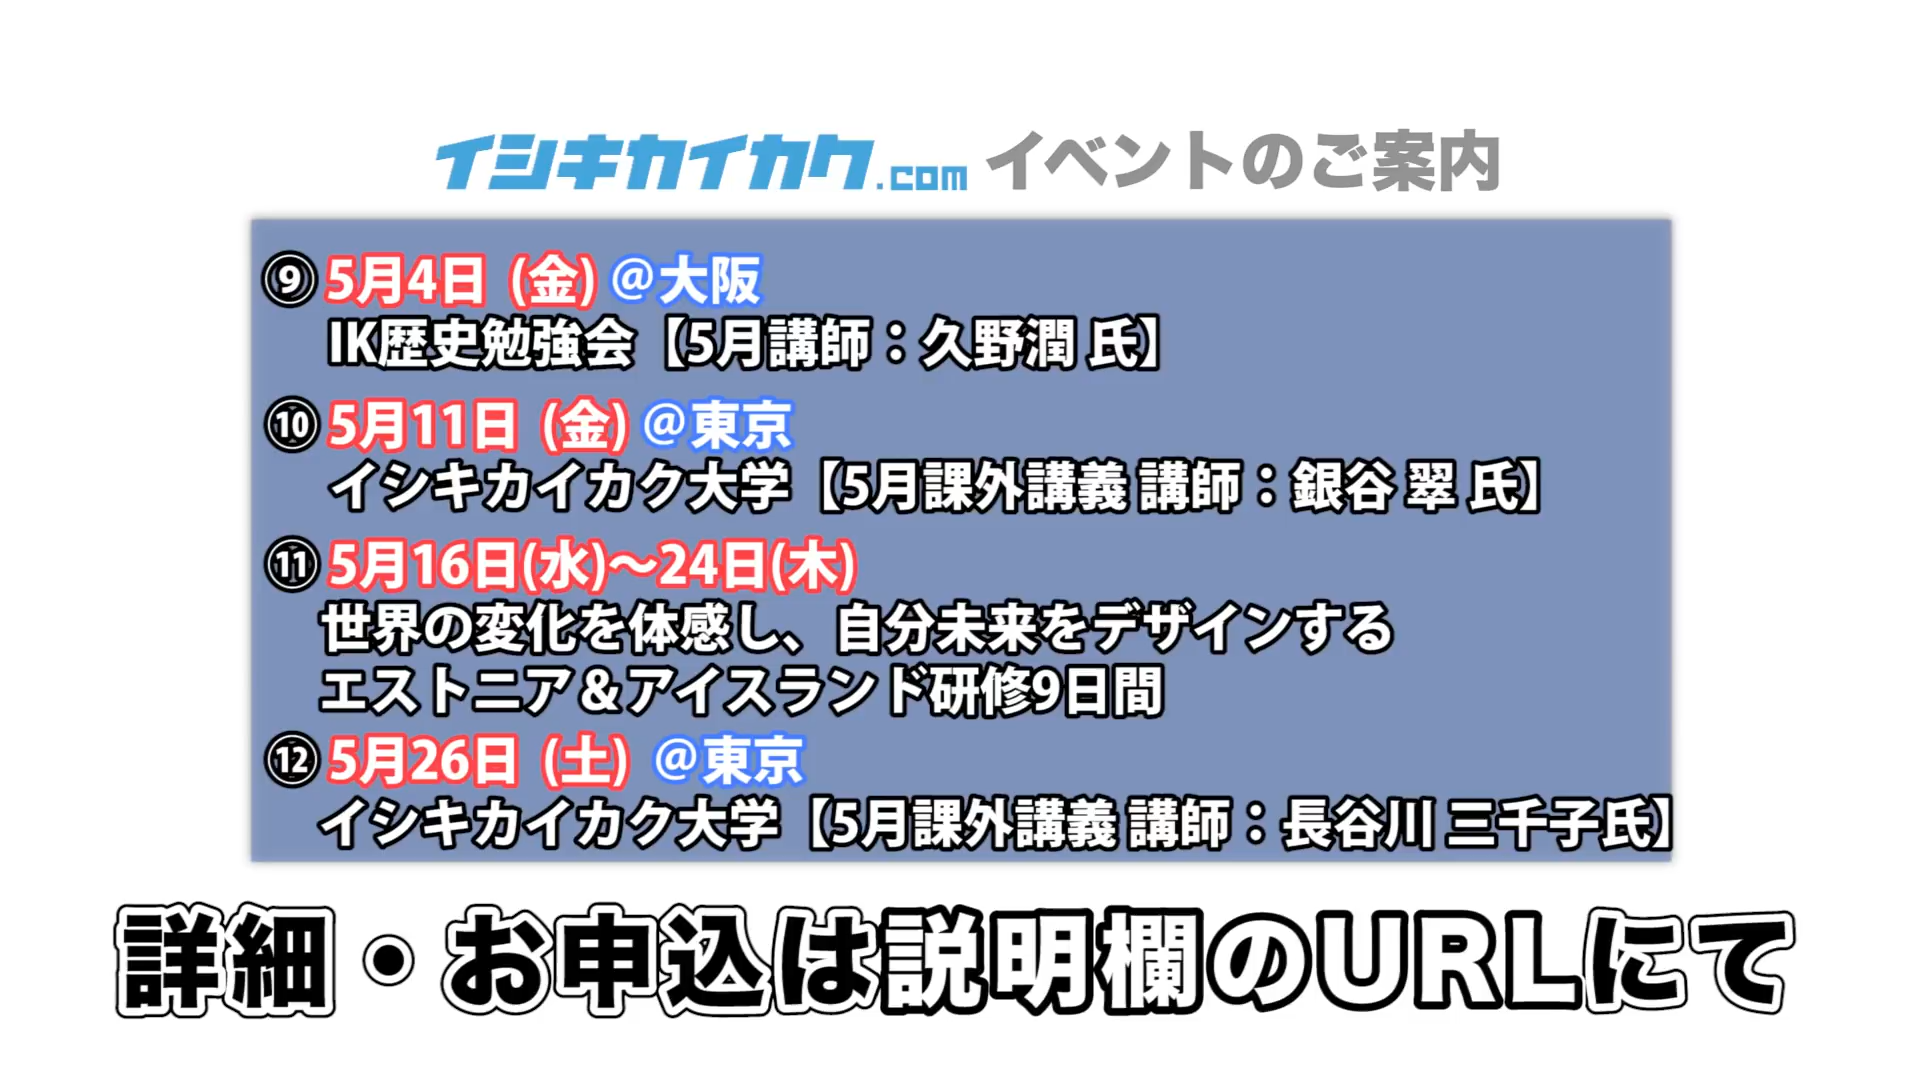 イシキカイカク.com イベントのご案内
⑨ 5月4日 (金) @大阪
IK歴史勉強会【5月講師：久野潤 氏】
⑩ 5月11日 (金) @東京
イシキカイカク大学【5月課外講義 講師：銀谷 翠 氏】
⑪ 5月16日(水)～24日(木)
世界の変化を体感し、自分未来をデザインする
エストニア＆アイスランド研修9日間
⑫ 5月26日 (土) @東京
イシキカイカク大学【5月課外講義 講師：長谷川 三千子氏】
詳細・お申込は説明欄のURLにて